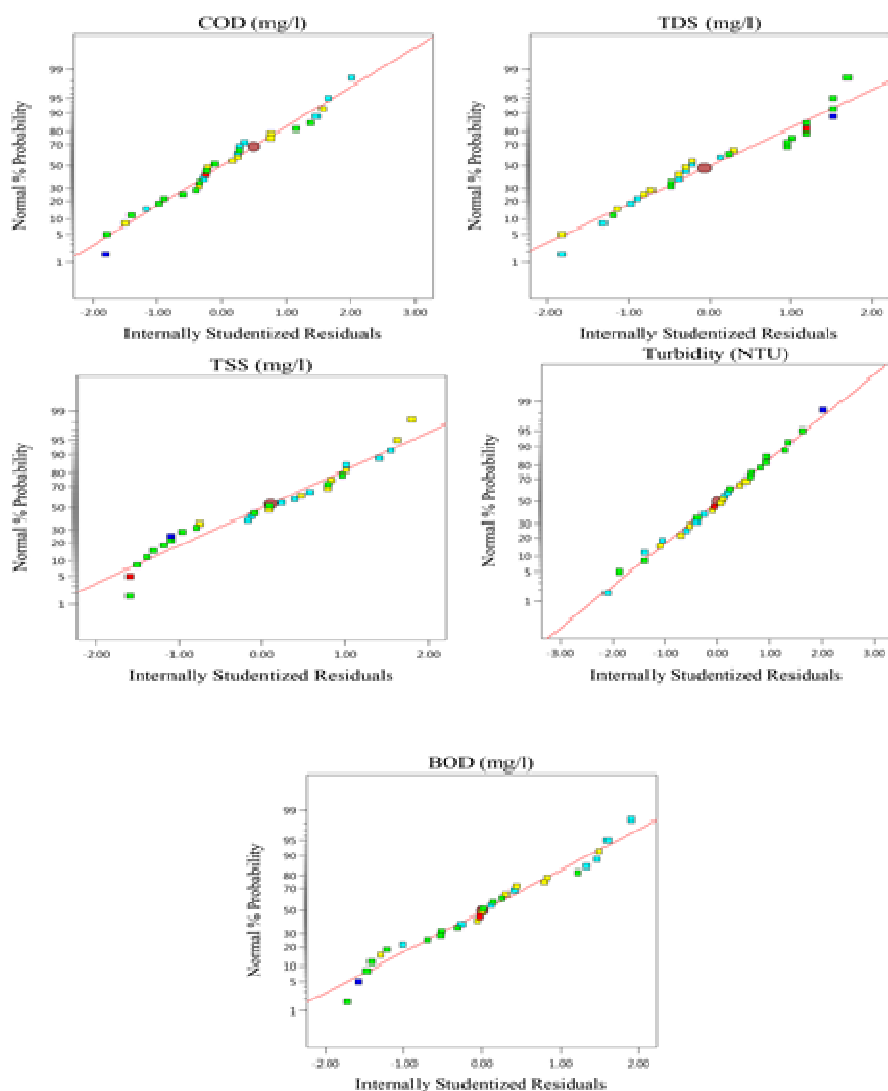 COD (mg/l)
Normal % Probability
99
95
90
80
70
50
30
20
10
5
1
-2.00 -1.00 0.00 1.00 2.00 3.00
Internally Studentized Residuals
TDS (mg/l)
Normal % Probability
99
95
90
80
70
50
30
20
10
5
1
-2.00 -1.00 0.00 1.00 2.00
Internally Studentized Residuals
TSS (mg/l)
Normal % Probability
99
95
90
80
70
50
30
20
10
5
1
-2.00 -1.00 0.00 1.00 2.00
Internally Studentized Residuals
Turbidity (NTU)
Normal % Probability
99
95
90
80
70
50
30
20
10
5
1
-3.00 -2.00 -1.00 0.00 1.00 2.00 3.00
Internally Studentized Residuals
BOD (mg/l)
Normal % Probability
99
95
90
80
70
50
30
20
10
5
1
-2.00 -1.00 0.00 1.00 2.00
Internally Studentized Residuals